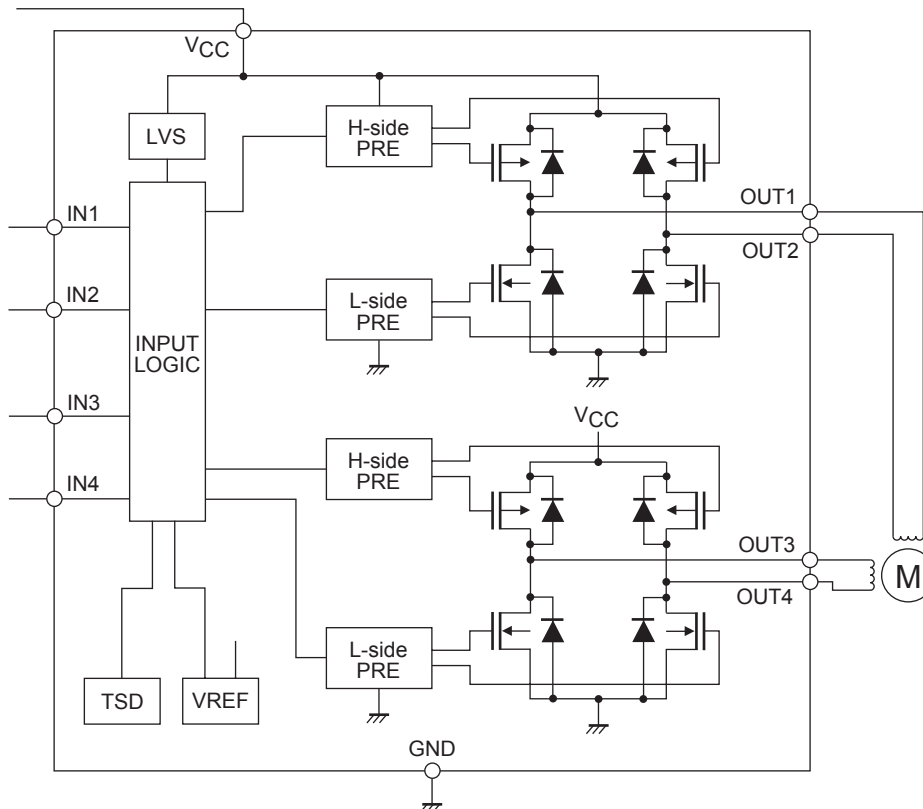 VCC
LVS
H-side
PRE
IN1
OUT1
OUT2
IN2
L-side
PRE
INPUT
LOGIC
IN3
VCC
H-side
PRE
IN4
OUT3
M
OUT4
L-side
PRE
TSD
VREF
GND